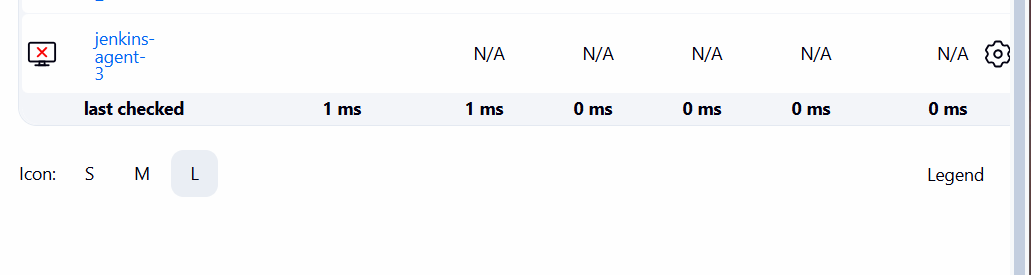 jenkins-
agent-
3
N/A N/A N/A N/A N/A
last checked 1 ms 1 ms 0 ms 0 ms 0 ms 0 ms
Icon: S M L Legend